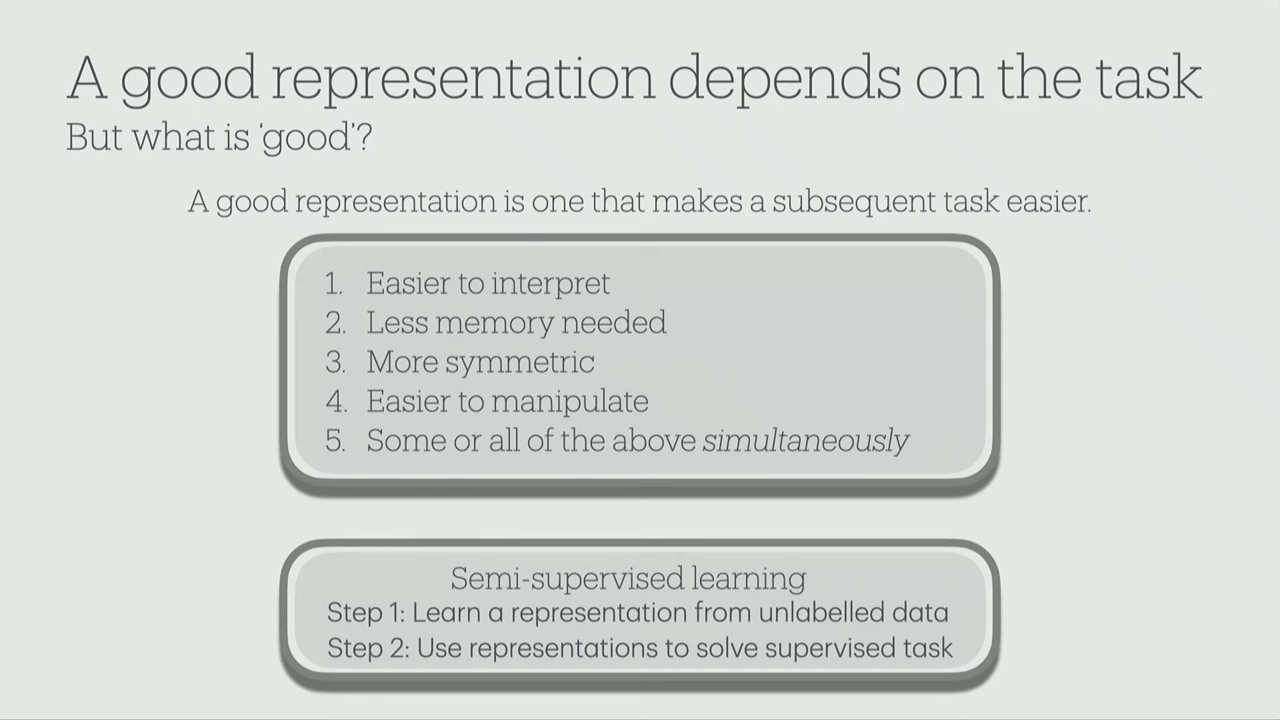 A good representation depends on the task
But what is ‘good’?
A good representation is one that makes a subsequent task easier.
1. Easier to interpret
2. Less memory needed
3. More symmetric
4. Easier to manipulate
5. Some or all of the above simultaneously
Semi-supervised learning
Step 1: Learn a representation from unlabelled data
Step 2: Use representations to solve supervised task